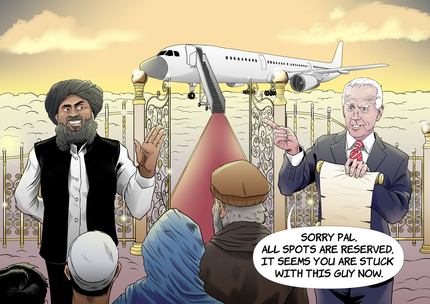 SORRY PAL.
ALL SPOTS ARE RESERVED.
IT SEEMS YOU ARE STUCK
WITH THIS GUY NOW.